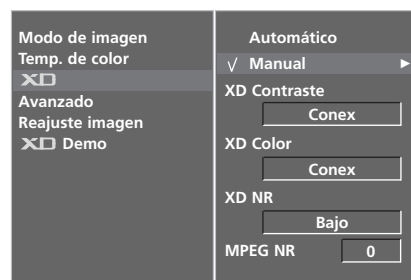 Modo de imagen
Temp. de color
XD
Avanzado
Reajuste imagen
XD Demo
Automático
√ Manual
XD Contraste
Conex
XD Color
Conex
XD NR
Bajo
MPEG NR 0